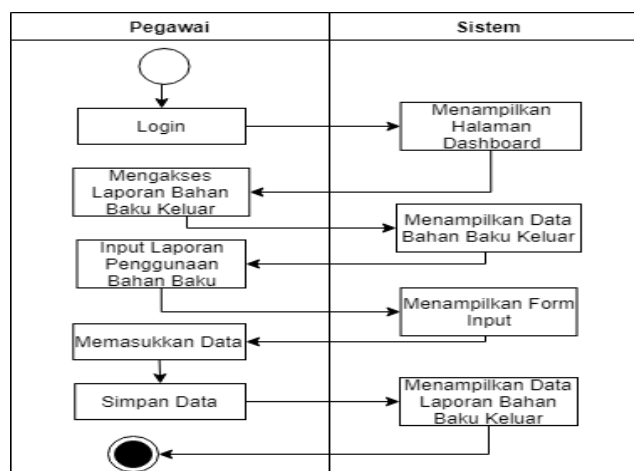 Pegawai
Sistem
Login
Menampilkan
Halaman
Dashboard
Mengakses
Laporan Bahan
Baku Keluar
Menampilkan Data
Bahan Baku Keluar
Input Laporan
Penggunaan
Bahan Baku
Menampilkan Form
Input
Memasukkan Data
Simpan Data
Menampilkan Data
Laporan Bahan
Baku Keluar